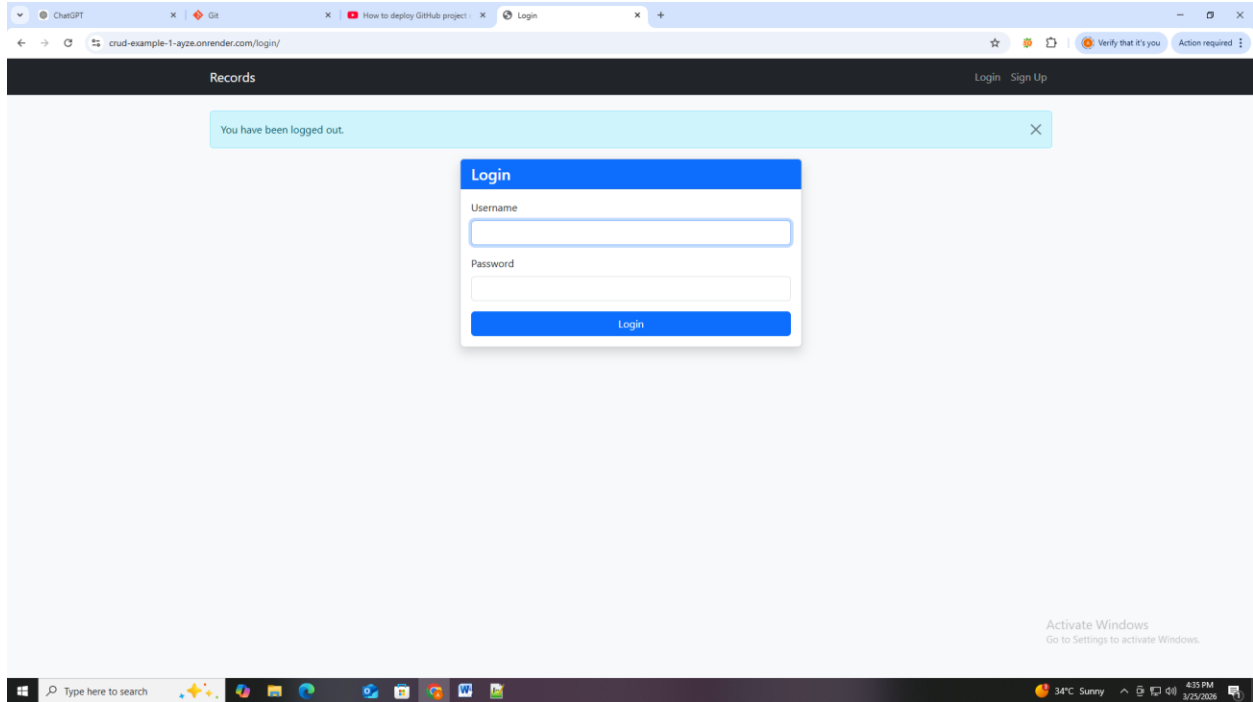 ChatGPT
Git
How to deploy GitHub project
Login
crud-example-1-ayze.onrender.com/login/
Verify that it's you
Action required
Records
Login Sign Up
You have been logged out.
Login
Username
Password
Login
Activate Windows
Go to Settings to activate Windows.
Type here to search
34°C Sunny
4:35 PM
3/25/2026